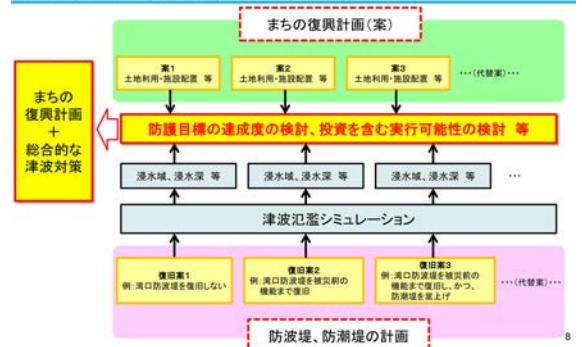 まちの復興計画(案)
案1
土地利用・施設配置 等
案2
土地利用・施設配置 等
案3
土地利用・施設配置 等
…(代替案)…
まちの
復興計画
+
総合的な
津波対策
防護目標の達成度の検討、投資を含む実行可能性の検討 等
浸水域、浸水深 等
浸水域、浸水深 等
浸水域、浸水深 等
…
津波氾濫シミュレーション
復旧案1
例:湾口防波堤を復旧しない
復旧案2
例:湾口防波堤を被災前の
機能まで復旧
復旧案3
例:湾口防波堤を被災前の
機能まで復旧し、かつ、
防潮堤を嵩上げ
…(代替案)…
防波堤、防潮堤の計画
8